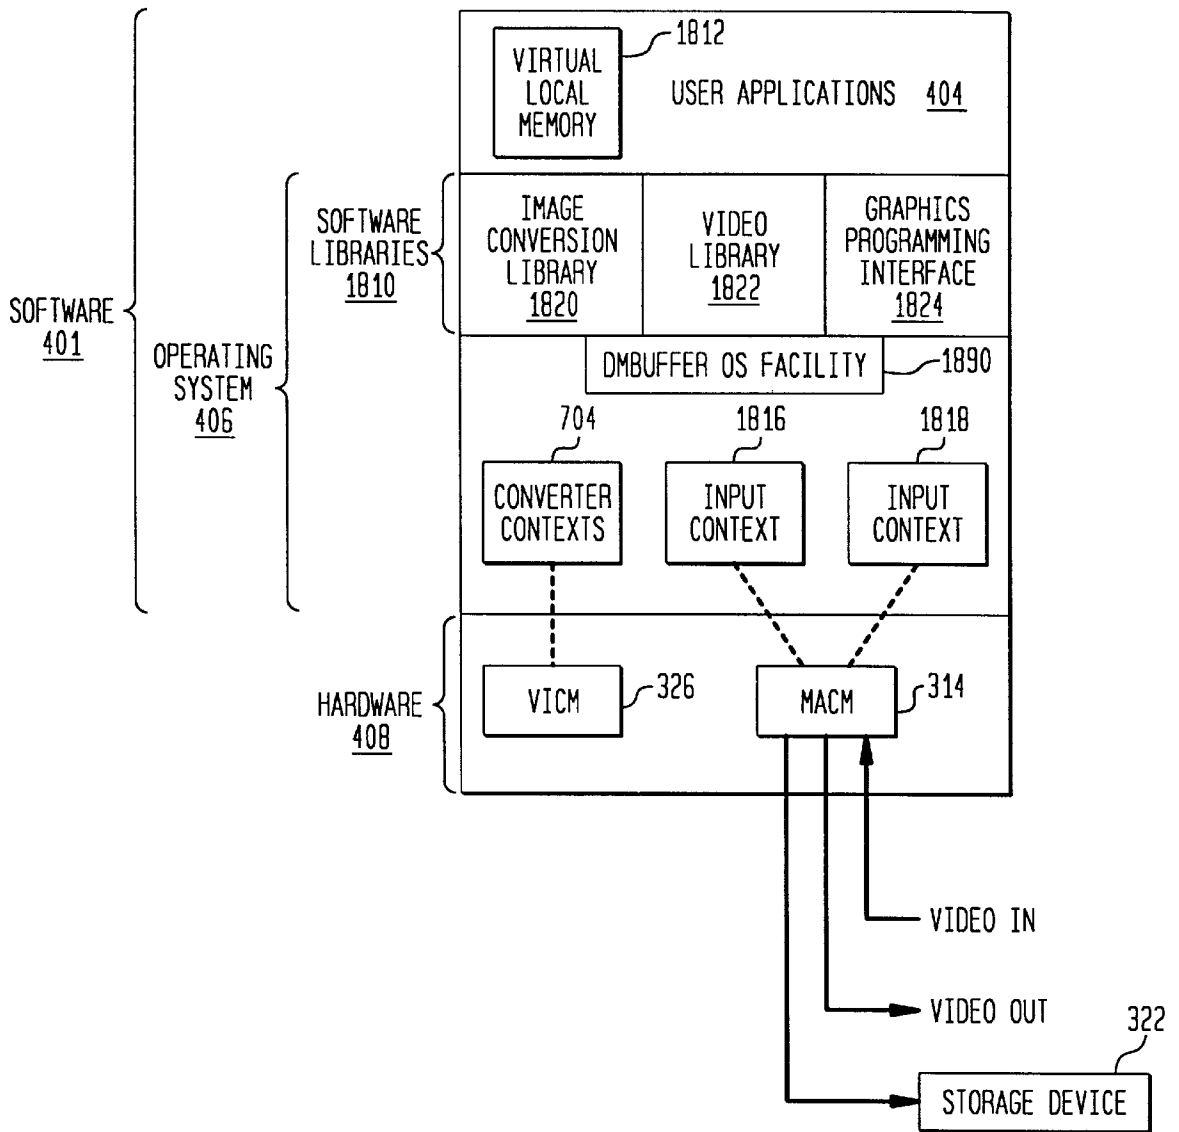 1812
VIRTUAL
LOCAL
MEMORY
USER APPLICATIONS 404
SOFTWARE
LIBRARIES
1810
IMAGE
CONVERSION
LIBRARY
1820
VIDEO
LIBRARY
1822
GRAPHICS
PROGRAMMING
INTERFACE
1824
SOFTWARE
401
OPERATING
SYSTEM
406
DMBUFFER OS FACILITY
1890
704
1816
1818
CONVERTER
CONTEXTS
INPUT
CONTEXT
INPUT
CONTEXT
HARDWARE
408
VICM
326
MACM
314
VIDEO IN
VIDEO OUT
322
STORAGE DEVICE